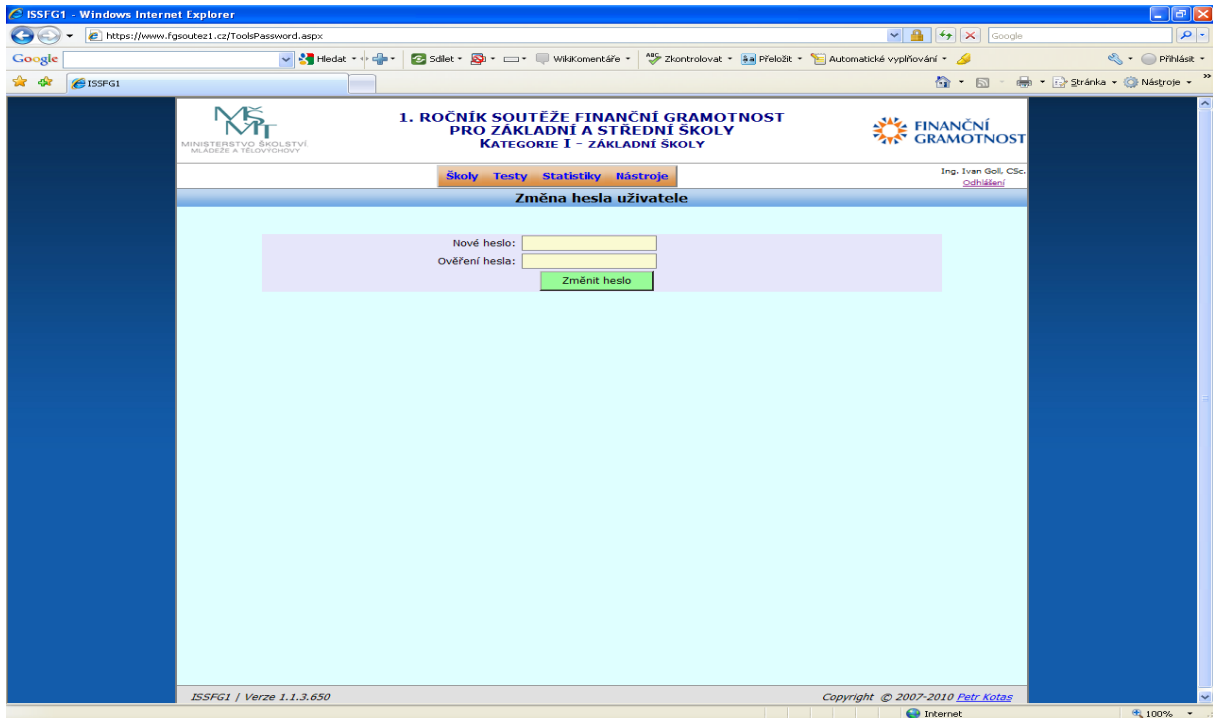 ISSFG1 - Windows Internet Explorer
https://www.fgsoutez1.cz/ToolsPassword.aspx
Google
Google Hledat Sdílet WikiKomentáře Zkontrolovat Přeložit Automatické vyplňování Přihlásit
ISSFG1
Stránka Nástroje
MŠMT
MINISTERSTVO ŠKOLSTVÍ
MLÁDEŽE A TĚLOVÝCHOVY
1. ROČNÍK SOUTĚŽE FINANČNÍ GRAMOTNOST
PRO ZÁKLADNÍ A STŘEDNÍ ŠKOLY
KATEGORIE I - ZÁKLADNÍ ŠKOLY
FINANČNÍ
GRAMOTNOST
Školy Testy Statistiky Nástroje
Ing. Ivan Goll, CSc.
Odhlášení
Změna hesla uživatele
Nové heslo:
Ověření hesla:
Změnit heslo
ISSFG1 | Verze 1.1.3.650
Copyright © 2007-2010 Petr Kotas
Internet
100%